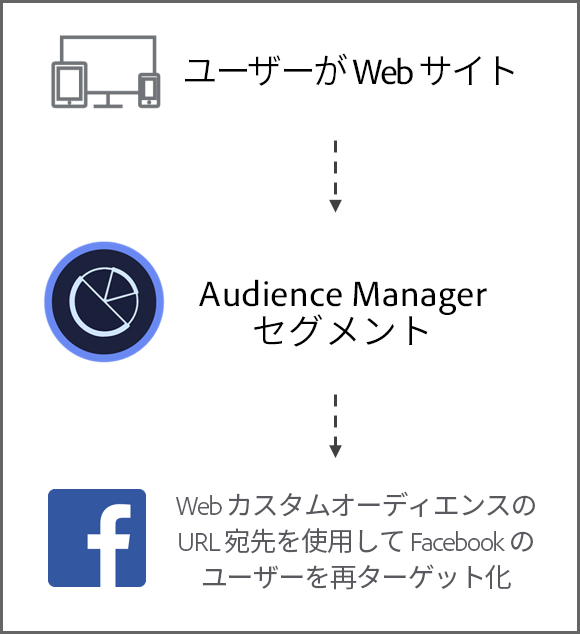 ユーザーが Web サイト
Audience Manager
セグメント
Web カスタムオーディエンスの
URL 宛先を使用して Facebook の
ユーザーを再ターゲット化